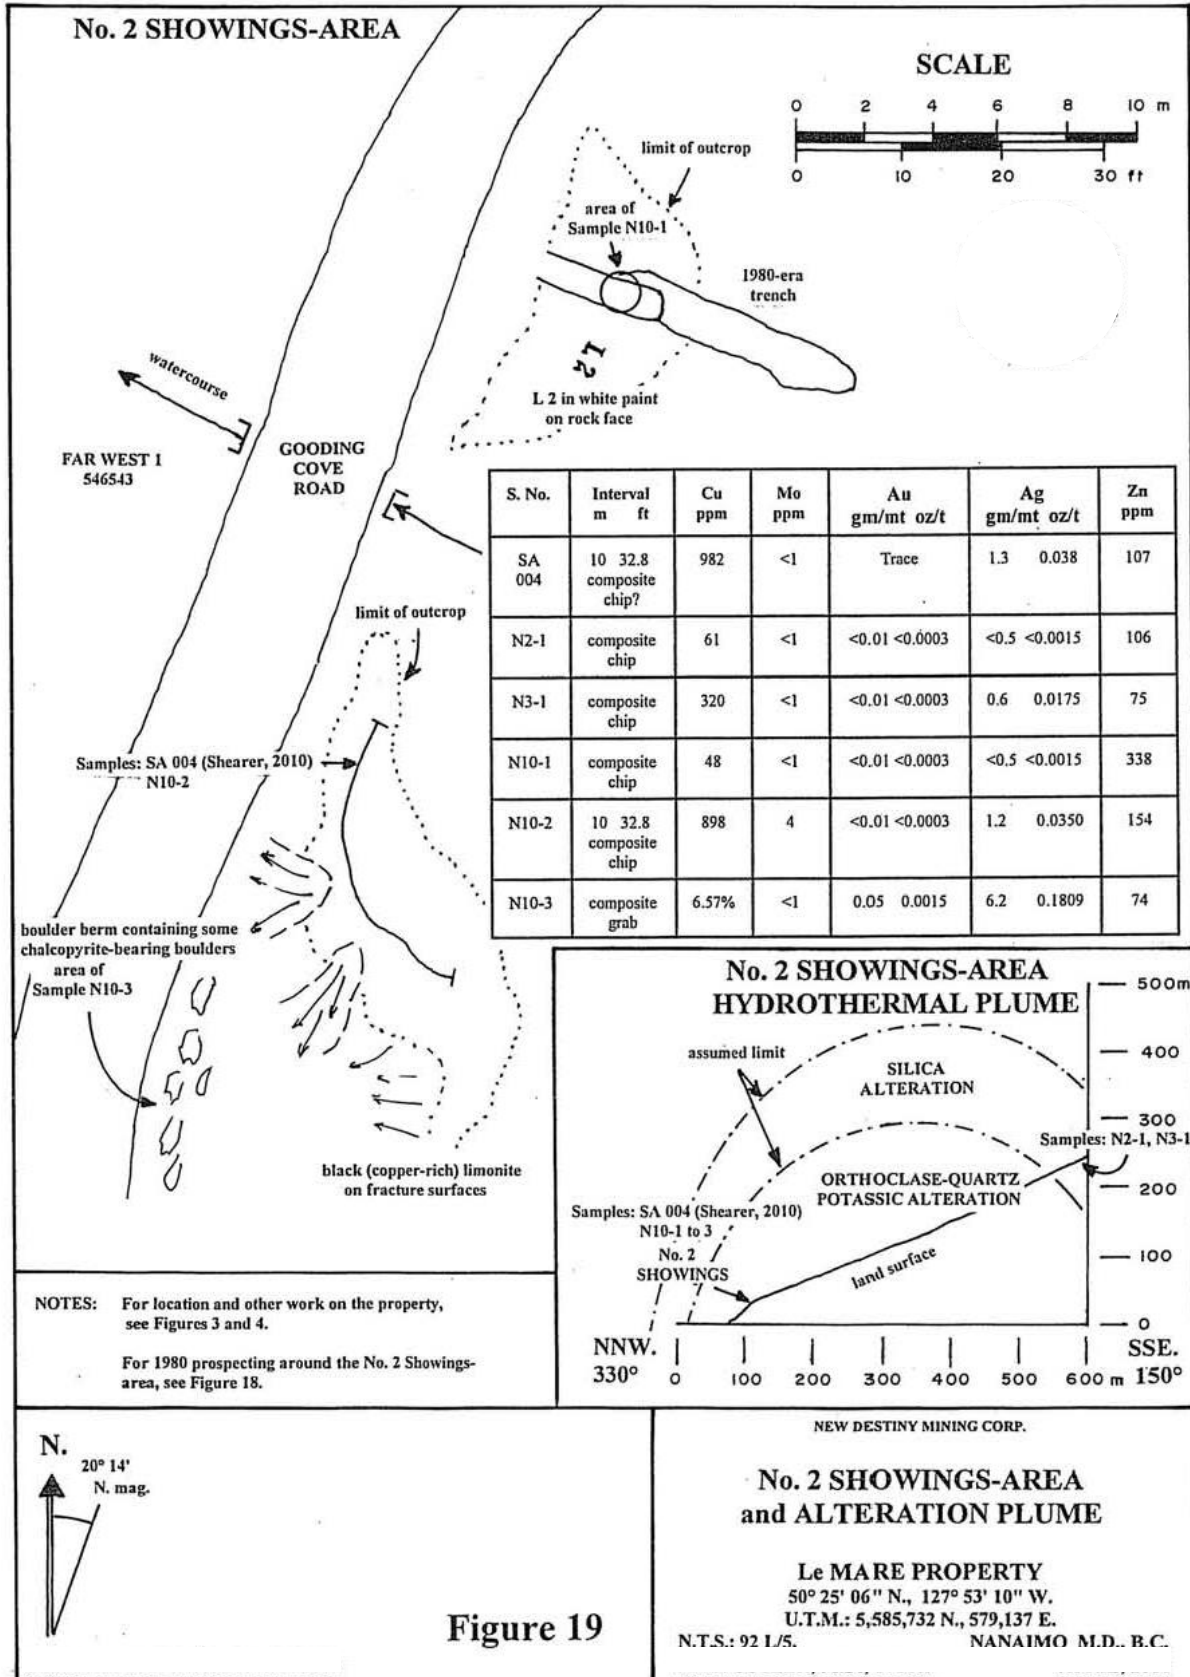 No. 2 SHOWINGS-AREA
SCALE
0 2 4 6 8 10 m
0 10 20 30 ft
limit of outcrop
area of
Sample N10-1
1980-era
trench
L2
L 2 in white paint
on rock face
watercourse
FAR WEST 1
546543
GOODING
COVE
ROAD
S. No. Interval Cu Mo Au Ag Zn
m ft ppm ppm gm/mt oz/t gm/mt oz/t ppm
SA 10 32.8 982 <1 Trace 1.3 0.038 107
004 composite
chip?
N2-1 composite 61 <1 <0.01 <0.0003 <0.5 <0.0015 106
chip
N3-1 composite 320 <1 <0.01 <0.0003 0.6 0.0175 75
chip
N10-1 composite 48 <1 <0.01 <0.0003 <0.5 <0.0015 338
chip
N10-2 10 32.8 898 4 <0.01 <0.0003 1.2 0.0350 154
composite
chip
N10-3 composite 6.57% <1 0.05 0.0015 6.2 0.1809 74
grab
limit of outcrop
Samples: SA 004 (Shearer, 2010)
N10-2
boulder berm containing some
chalcopyrite-bearing boulders
area of
Sample N10-3
black (copper-rich) limonite
on fracture surfaces
No. 2 SHOWINGS-AREA
HYDROTHERMAL PLUME
500m
400
300
200
100
0
assumed limit
SILICA
ALTERATION
Samples: N2-1, N3-1
ORTHOCLASE-QUARTZ
POTASSIC ALTERATION
Samples: SA 004 (Shearer, 2010)
N10-1 to 3
No. 2
SHOWINGS
land surface
NNW. SSE.
330° 0 100 200 300 400 500 600 m 150°
NOTES: For location and other work on the property,
see Figures 3 and 4.
For 1980 prospecting around the No. 2 Showings-
area, see Figure 18.
N.
20° 14'
N. mag.
Figure 19
NEW DESTINY MINING CORP.
No. 2 SHOWINGS-AREA
and ALTERATION PLUME
Le MARE PROPERTY
50° 25' 06" N., 127° 53' 10" W.
U.T.M.: 5,585,732 N., 579,137 E.
N.T.S.: 92 L/5. NANAIMO M.D., B.C.